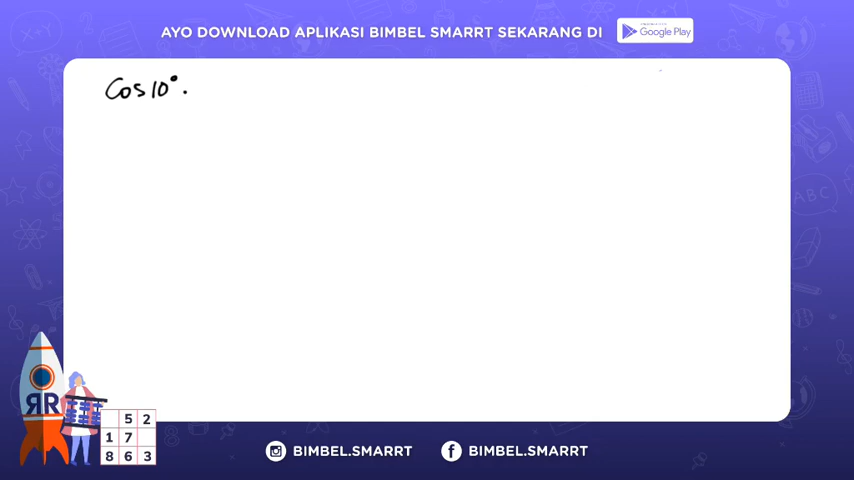 AYO DOWNLOAD APLIKASI BIMBEL SMARRT SEKARANG DI Google Play
Cos 10° .
ЯR
5 2
1 7
8 6 3
BIMBEL.SMARRT BIMBEL.SMARRT